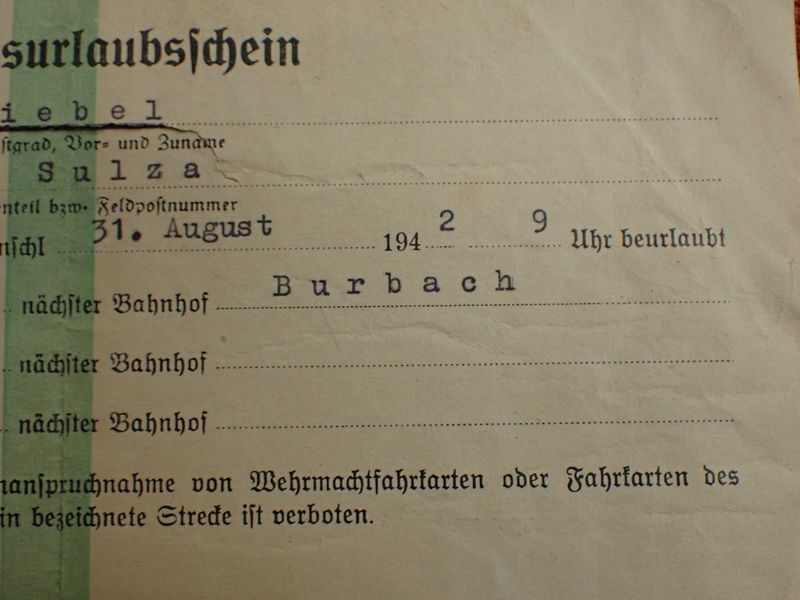 surlaubsschein
iebel
stgrad, Vor= und Zuname
Sulza
nteil bzw. Feldpostnummer
nschl 31. August 1942 9 Uhr beurlaubt
nächster Bahnhof Burbach
nächster Bahnhof
nächster Bahnhof
nanspruchnahme von Wehrmachtfahrkarten oder Fahrkarten des
in bezeichnete Strecke ist verboten.